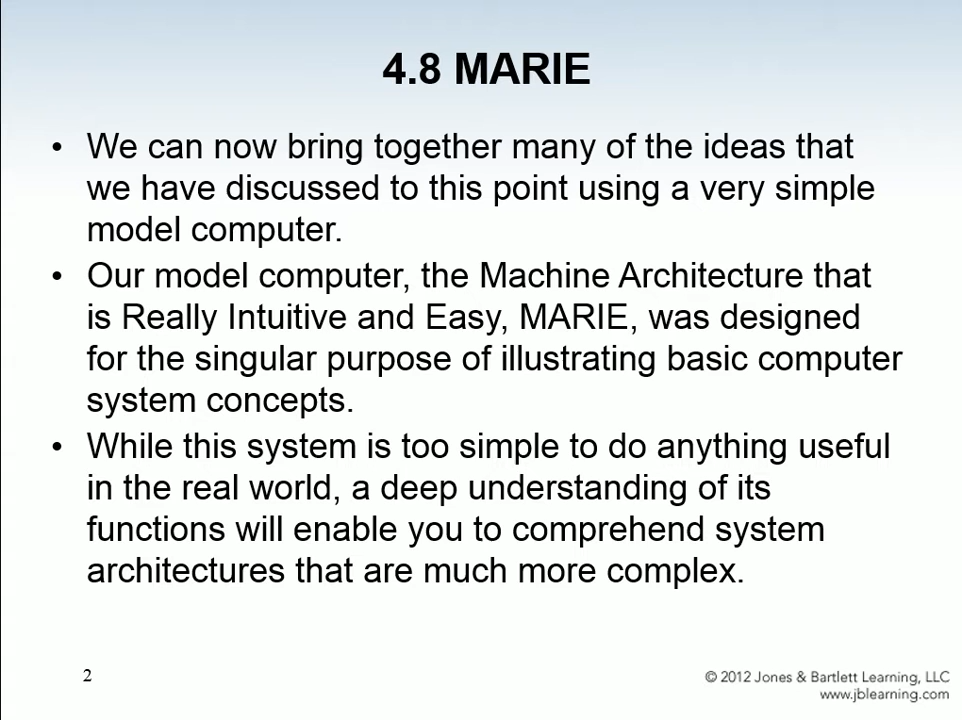 4.8 MARIE
• We can now bring together many of the ideas that
we have discussed to this point using a very simple
model computer.
• Our model computer, the Machine Architecture that
is Really Intuitive and Easy, MARIE, was designed
for the singular purpose of illustrating basic computer
system concepts.
• While this system is too simple to do anything useful
in the real world, a deep understanding of its
functions will enable you to comprehend system
architectures that are much more complex.
2
© 2012 Jones & Bartlett Learning, LLC
www.jblearning.com